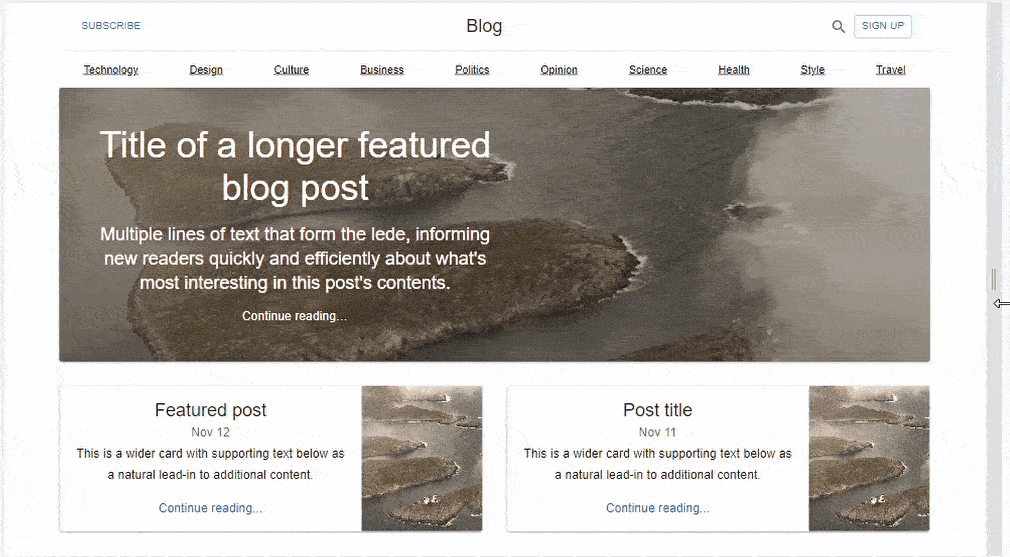 SUBSCRIBE Blog SIGN UP
Technology Design Culture Business Politics Opinion Science Health Style Travel
Title of a longer featured
blog post
Multiple lines of text that form the lede, informing
new readers quickly and efficiently about what's
most interesting in this post's contents.
Continue reading...
Featured post
Nov 12
This is a wider card with supporting text below as
a natural lead-in to additional content.
Continue reading...
Post title
Nov 11
This is a wider card with supporting text below as
a natural lead-in to additional content.
Continue reading...